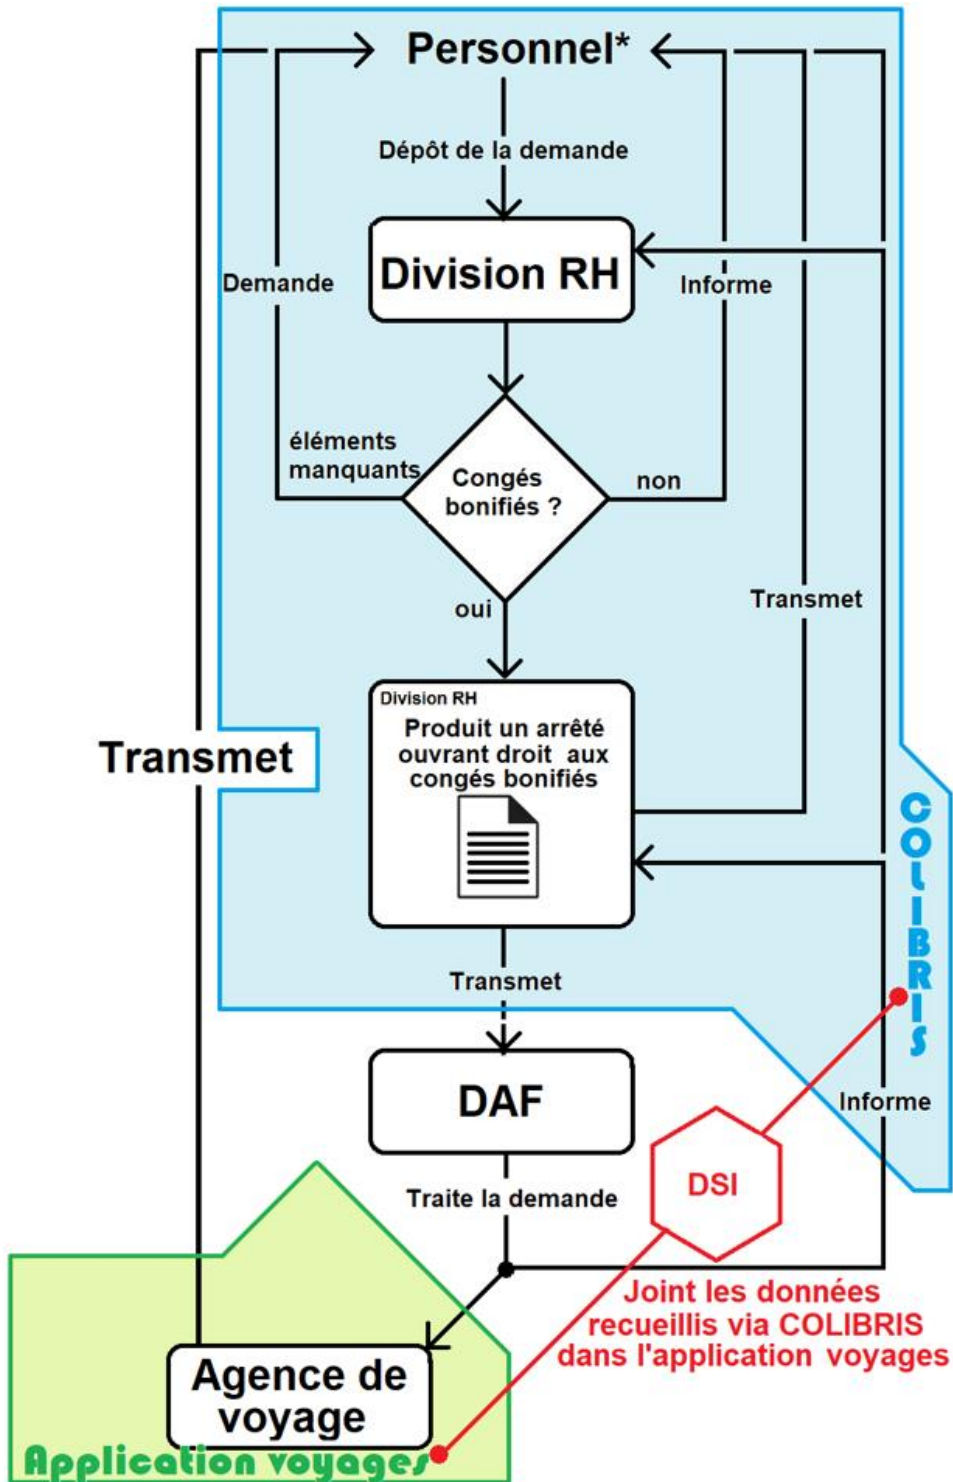 Personnel*
Dépôt de la demande
Division RH
Demande
Informe
éléments
manquants
Congés
bonifiés ?
non
oui
Transmet
Division RH
Produit un arrêté
ouvrant droit aux
congés bonifiés
Transmet
COLIBRIS
Transmet
DAF
Informe
DSI
Traite la demande
Joint les données
recueillis via COLIBRIS
dans l'application voyages
Agence de
voyage
Application voyages